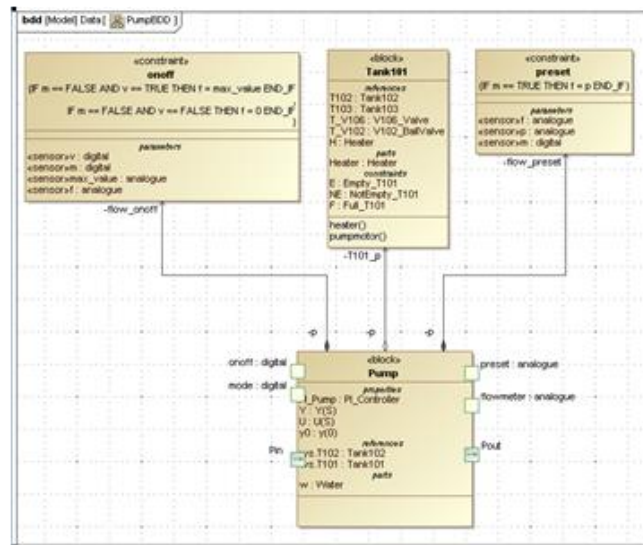 bdd [Model] Data [ PumpBDD ]
«constraint»
onoff
{IF m == FALSE AND v == TRUE THEN f = max_value END_IF
IF m == FALSE AND v == FALSE THEN f = 0 END_IF
}
parameters
«sensor»v : digital
«sensor»m : digital
«sensor»max_value : analogue
«sensor»f : analogue
«block»
Tank101
references
T102 : Tank102
T103 : Tank103
T_V106 : V106_Valve
T_V102 : V102_BallValve
H : Heater
parts
Heater : Heater
constraints
E : Empty_T101
NE : NotEmpty_T101
F : Full_T101
heater()
pumpmotor()
«constraint»
preset
{IF m == TRUE THEN f = p END_IF}
parameters
«sensor»f : analogue
«sensor»p : analogue
«sensor»m : digital
-flow_onoff
-T101_p
-flow_preset
-p
-p
-p
onoff : digital
mode : digital
Pin
«block»
Pump
properties
_Pump : PI_Controller
Y : Y(S)
U : U(S)
y0 : y(0)
references
ys.T102 : Tank102
ys.T101 : Tank101
parts
w : Water
preset : analogue
flowmeter : analogue
Pout